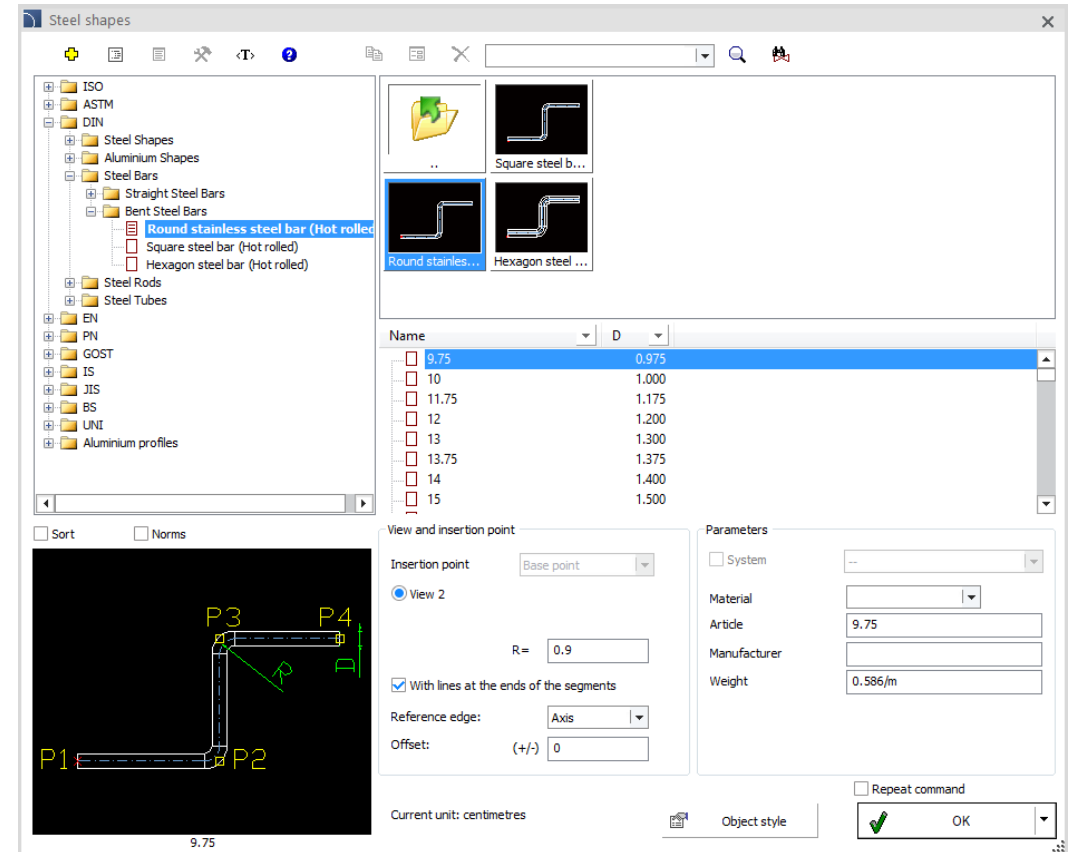 Steel shapes
<T>
ISO
ASTM
DIN
Steel Shapes
Aluminium Shapes
Steel Bars
Straight Steel Bars
Bent Steel Bars
Round stainless steel bar (Hot rolled
Square steel bar (Hot rolled)
Hexagon steel bar (Hot rolled)
Steel Rods
Steel Tubes
EN
PN
GOST
IS
JIS
BS
UNI
Aluminium profiles
..
Square steel b...
Round stainles...
Hexagon steel ...
Name D
9.75 0.975
10 1.000
11.75 1.175
12 1.200
13 1.300
13.75 1.375
14 1.400
15 1.500
Sort Norms
P3 P4
R D
P1 P2
9.75
View and insertion point
Insertion point Base point
View 2
R= 0.9
With lines at the ends of the segments
Reference edge: Axis
Offset: (+/-) 0
Parameters
System --
Material
Article 9.75
Manufacturer
Weight 0.586/m
Repeat command
Current unit: centimetres
Object style
OK